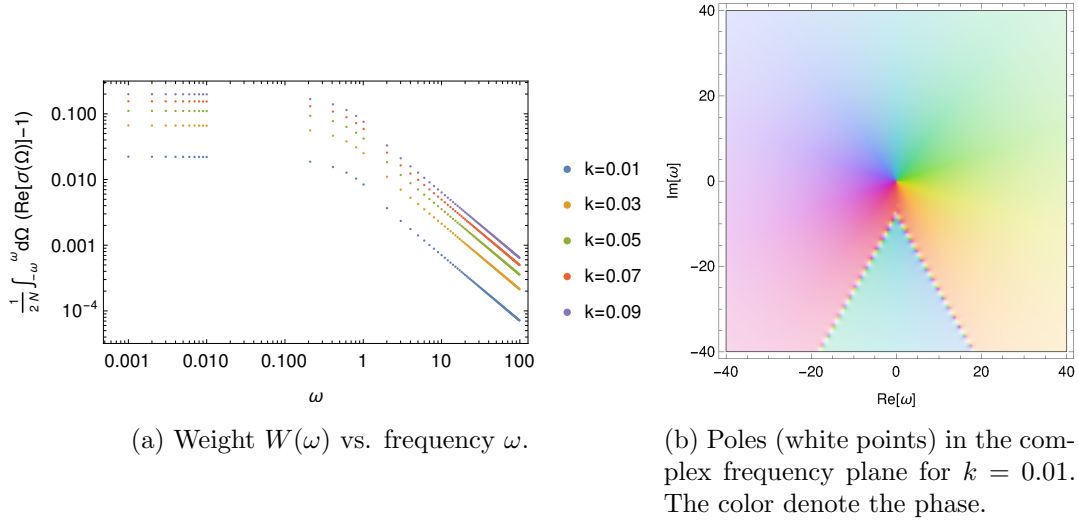 0.100
0.010
0.001
10⁻⁴
0.001 0.010 0.100 1 10 100
1/(2 N) ∫_{-ω}^{ω} dΩ (Re[σ(Ω)]-1)
ω
k=0.01
k=0.03
k=0.05
k=0.07
k=0.09
(a) Weight W(ω) vs. frequency ω.
40
20
0
−20
−40
−40 −20 0 20 40
Im[ω]
Re[ω]
(b) Poles (white points) in the com-
plex frequency plane for k = 0.01.
The color denote the phase.